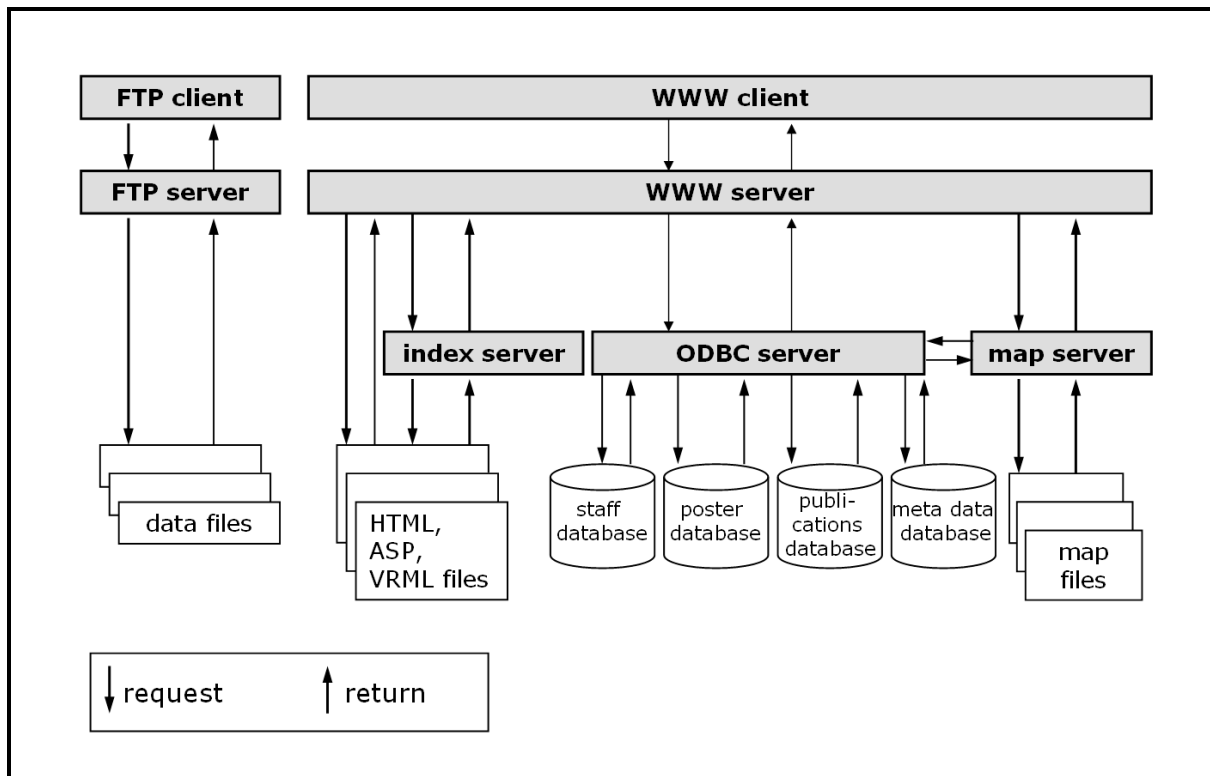 FTP client
WWW client
FTP server
WWW server
index server
ODBC server
map server
data files
HTML,
ASP,
VRML files
staff
database
poster
database
publi-
cations
database
meta data
database
map
files
request
return